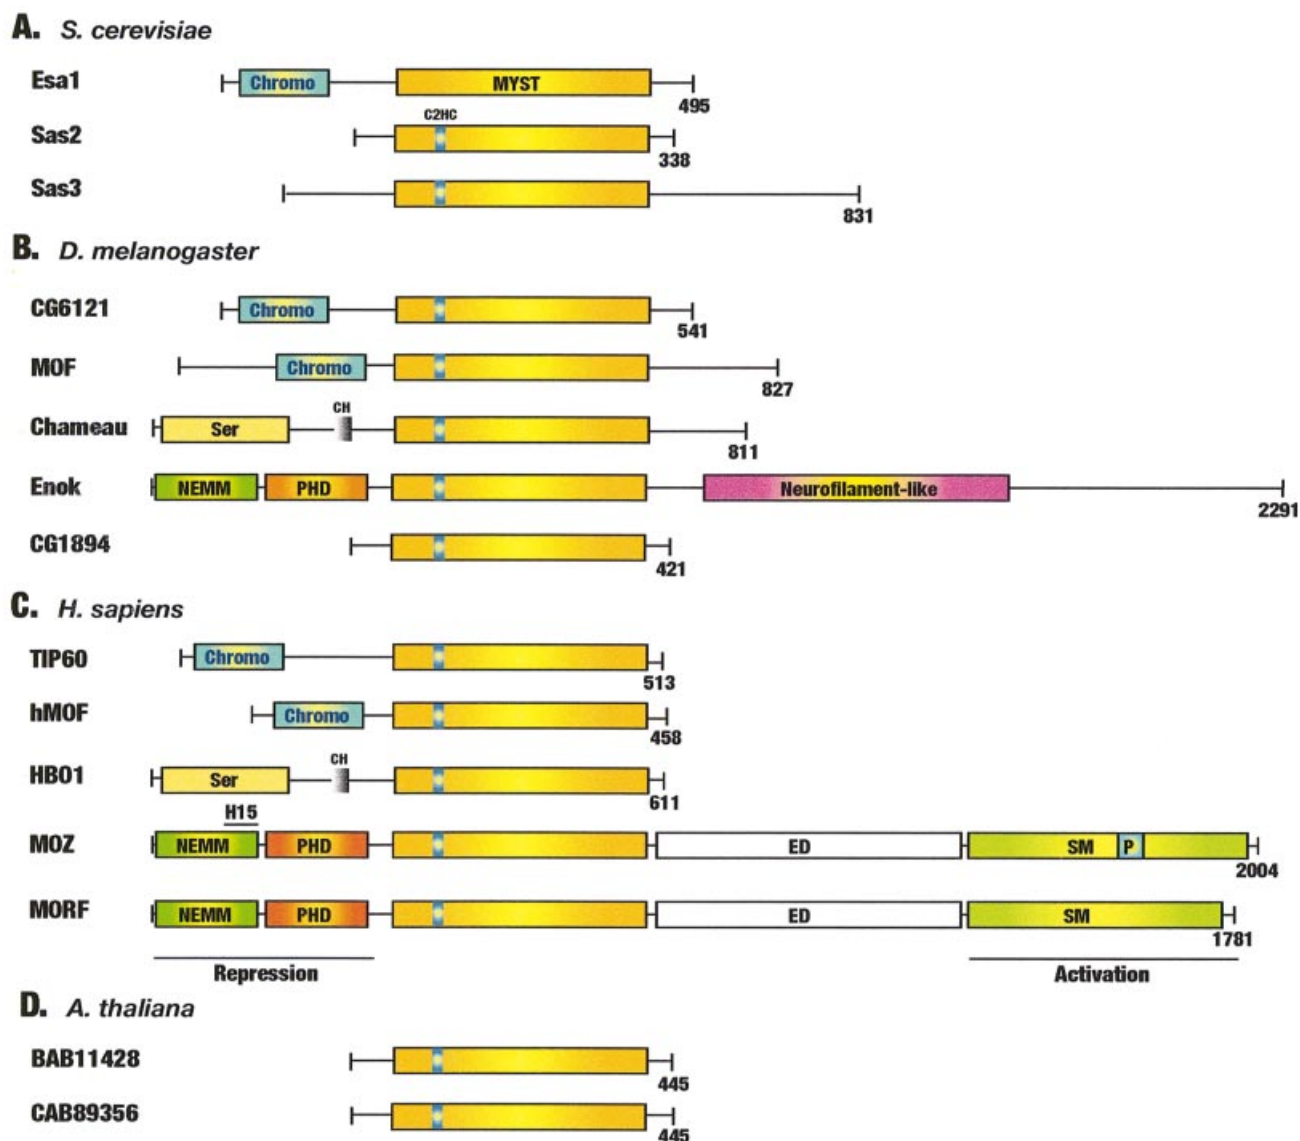 A. S. cerevisiae
Esa1 Chromo MYST 495
C2HC
Sas2 338
Sas3 831
B. D. melanogaster
CG6121 Chromo 541
MOF Chromo 827
CH
Chameau Ser 811
Enok NEMM PHD Neurofilament-like 2291
CG1894 421
C. H. sapiens
TIP60 Chromo 513
hMOF Chromo 458
CH
HBO1 Ser 611
H15
MOZ NEMM PHD ED SM P 2004
MORF NEMM PHD ED SM 1781
Repression Activation
D. A. thaliana
BAB11428 445
CAB89356 445